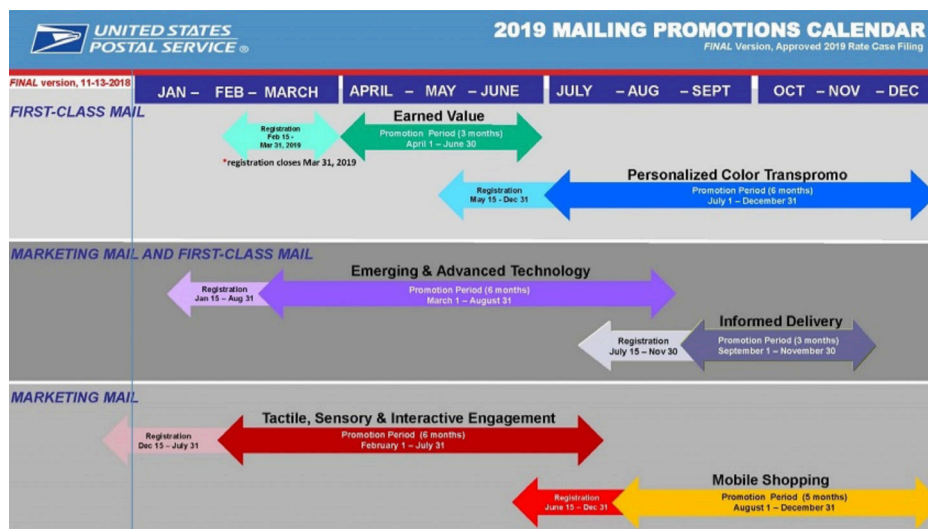 UNITED STATES
POSTAL SERVICE ®
2019 MAILING PROMOTIONS CALENDAR
FINAL Version, Approved 2019 Rate Case Filing
FINAL version, 11-13-2018
JAN – FEB – MARCH
APRIL – MAY – JUNE
JULY – AUG – SEPT
OCT – NOV – DEC
FIRST-CLASS MAIL
Earned Value
Registration
Feb 15 -
Mar 31, 2019
Promotion Period (3 months)
April 1 – June 30
*registration closes Mar 31, 2019
Personalized Color Transpromo
Registration
May 15 - Dec 31
Promotion Period (6 months)
July 1 – December 31
MARKETING MAIL AND FIRST-CLASS MAIL
Emerging & Advanced Technology
Registration
Jan 15 – Aug 31
Promotion Period (6 months)
March 1 – August 31
Informed Delivery
Registration
July 15 – Nov 30
Promotion Period (3 months)
September 1 – November 30
MARKETING MAIL
Tactile, Sensory & Interactive Engagement
Registration
Dec 15 – July 31
Promotion Period (6 months)
February 1 – July 31
Mobile Shopping
Registration
June 15 – Dec 31
Promotion Period (5 months)
August 1 – December 31